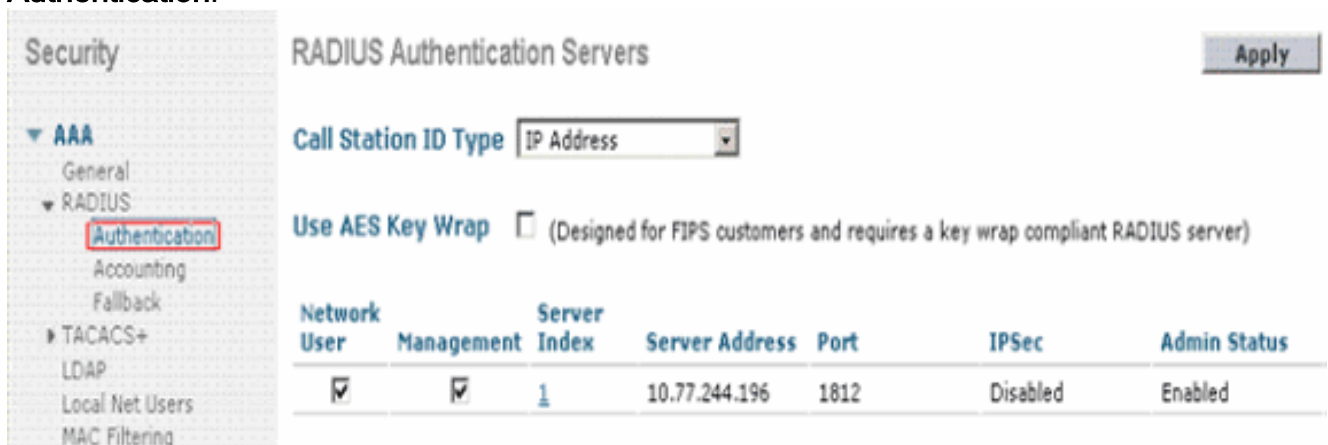 Authentication.
Security
AAA
General
RADIUS
Authentication
Accounting
Fallback
TACACS+
LDAP
Local Net Users
MAC Filtering
RADIUS Authentication Servers
Apply
Call Station ID Type IP Address
Use AES Key Wrap (Designed for FIPS customers and requires a key wrap compliant RADIUS server)
Network User Management Server Index Server Address Port IPSec Admin Status
1 10.77.244.196 1812 Disabled Enabled